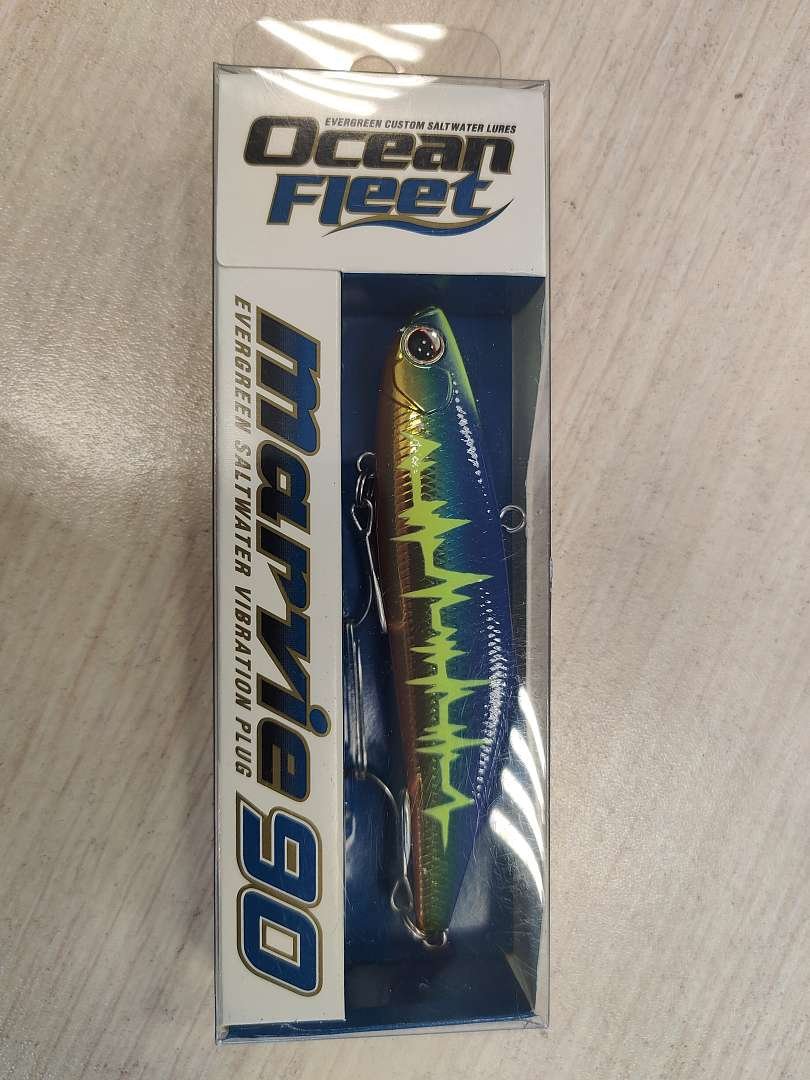 EVERGREEN CUSTOM SALTWATER LURES
Ocean
Fleet
marvie 90
EVERGREEN SALTWATER VIBRATION PLUG